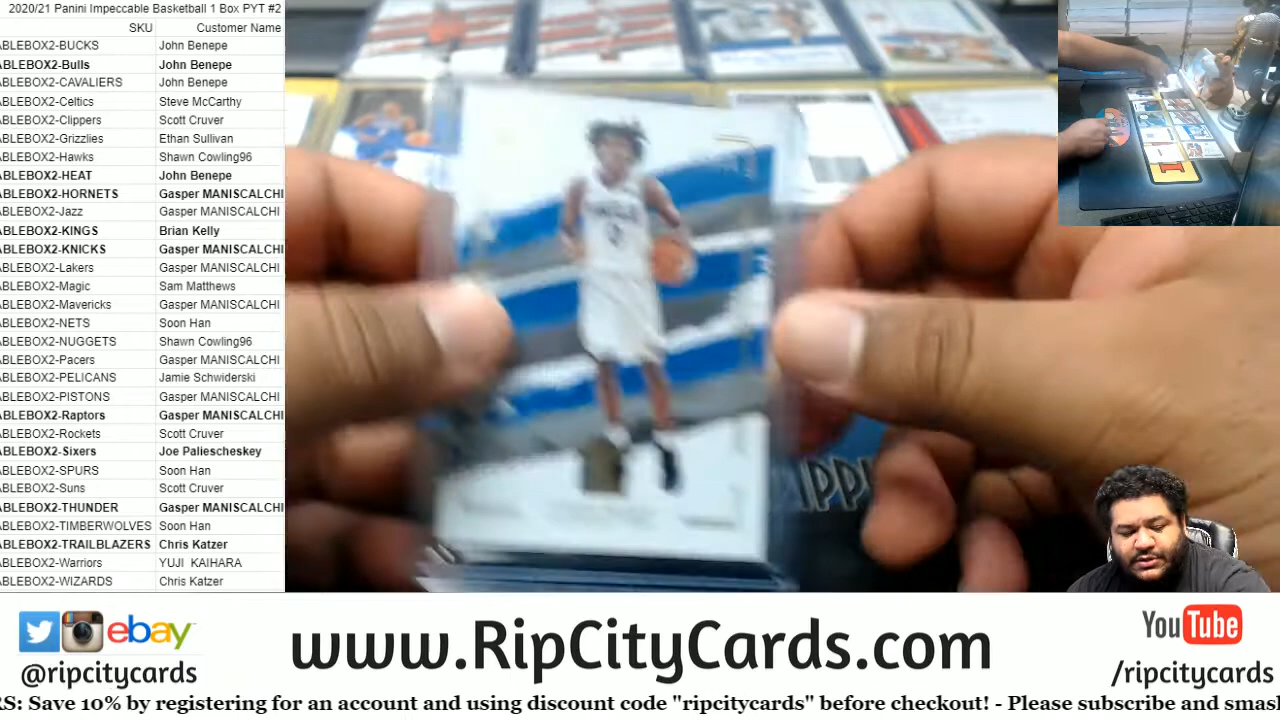 2020/21 Panini Impeccable Basketball 1 Box PYT #2
SKU Customer Name
ABLEBOX2-BUCKS John Benepe
ABLEBOX2-Bulls John Benepe
ABLEBOX2-CAVALIERS John Benepe
ABLEBOX2-Celtics Steve McCarthy
ABLEBOX2-Clippers Scott Cruver
ABLEBOX2-Grizzlies Ethan Sullivan
ABLEBOX2-Hawks Shawn Cowling96
ABLEBOX2-HEAT John Benepe
ABLEBOX2-HORNETS Gasper MANISCALCHI
ABLEBOX2-Jazz Gasper MANISCALCHI
ABLEBOX2-KINGS Brian Kelly
ABLEBOX2-KNICKS Gasper MANISCALCHI
ABLEBOX2-Lakers Gasper MANISCALCHI
ABLEBOX2-Magic Sam Matthews
ABLEBOX2-Mavericks Gasper MANISCALCHI
ABLEBOX2-NETS Soon Han
ABLEBOX2-NUGGETS Shawn Cowling96
ABLEBOX2-Pacers Gasper MANISCALCHI
ABLEBOX2-PELICANS Jamie Schwiderski
ABLEBOX2-PISTONS Gasper MANISCALCHI
ABLEBOX2-Raptors Gasper MANISCALCHI
ABLEBOX2-Rockets Scott Cruver
ABLEBOX2-Sixers Joe Paliescheskey
ABLEBOX2-SPURS Soon Han
ABLEBOX2-Suns Scott Cruver
ABLEBOX2-THUNDER Gasper MANISCALCHI
ABLEBOX2-TIMBERWOLVES Soon Han
ABLEBOX2-TRAILBLAZERS Chris Katzer
ABLEBOX2-Warriors YUJI KAIHARA
ABLEBOX2-WIZARDS Chris Katzer
ebay
@ripcitycards
www.RipCityCards.com
YouTube
/ripcitycards
RS: Save 10% by registering for an account and using discount code "ripcitycards" before checkout! - Please subscribe and smas